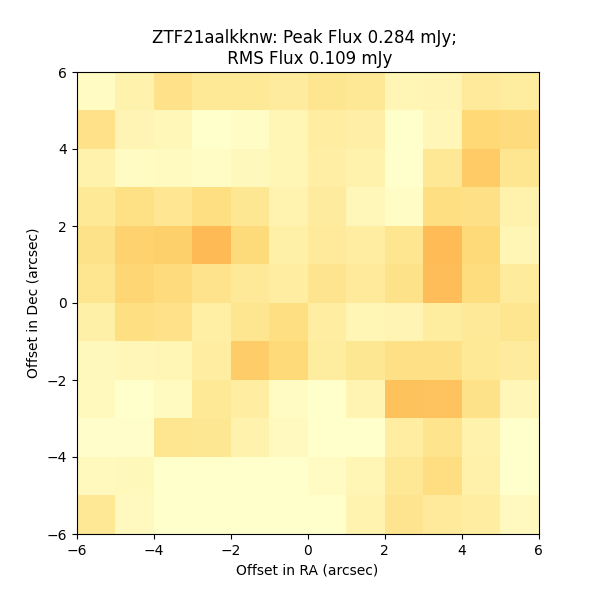 ZTF21aalkknw: Peak Flux 0.284 mJy;
RMS Flux 0.109 mJy
6
4
2
0
−2
−4
−6
Offset in Dec (arcsec)
−6 −4 −2 0 2 4 6
Offset in RA (arcsec)